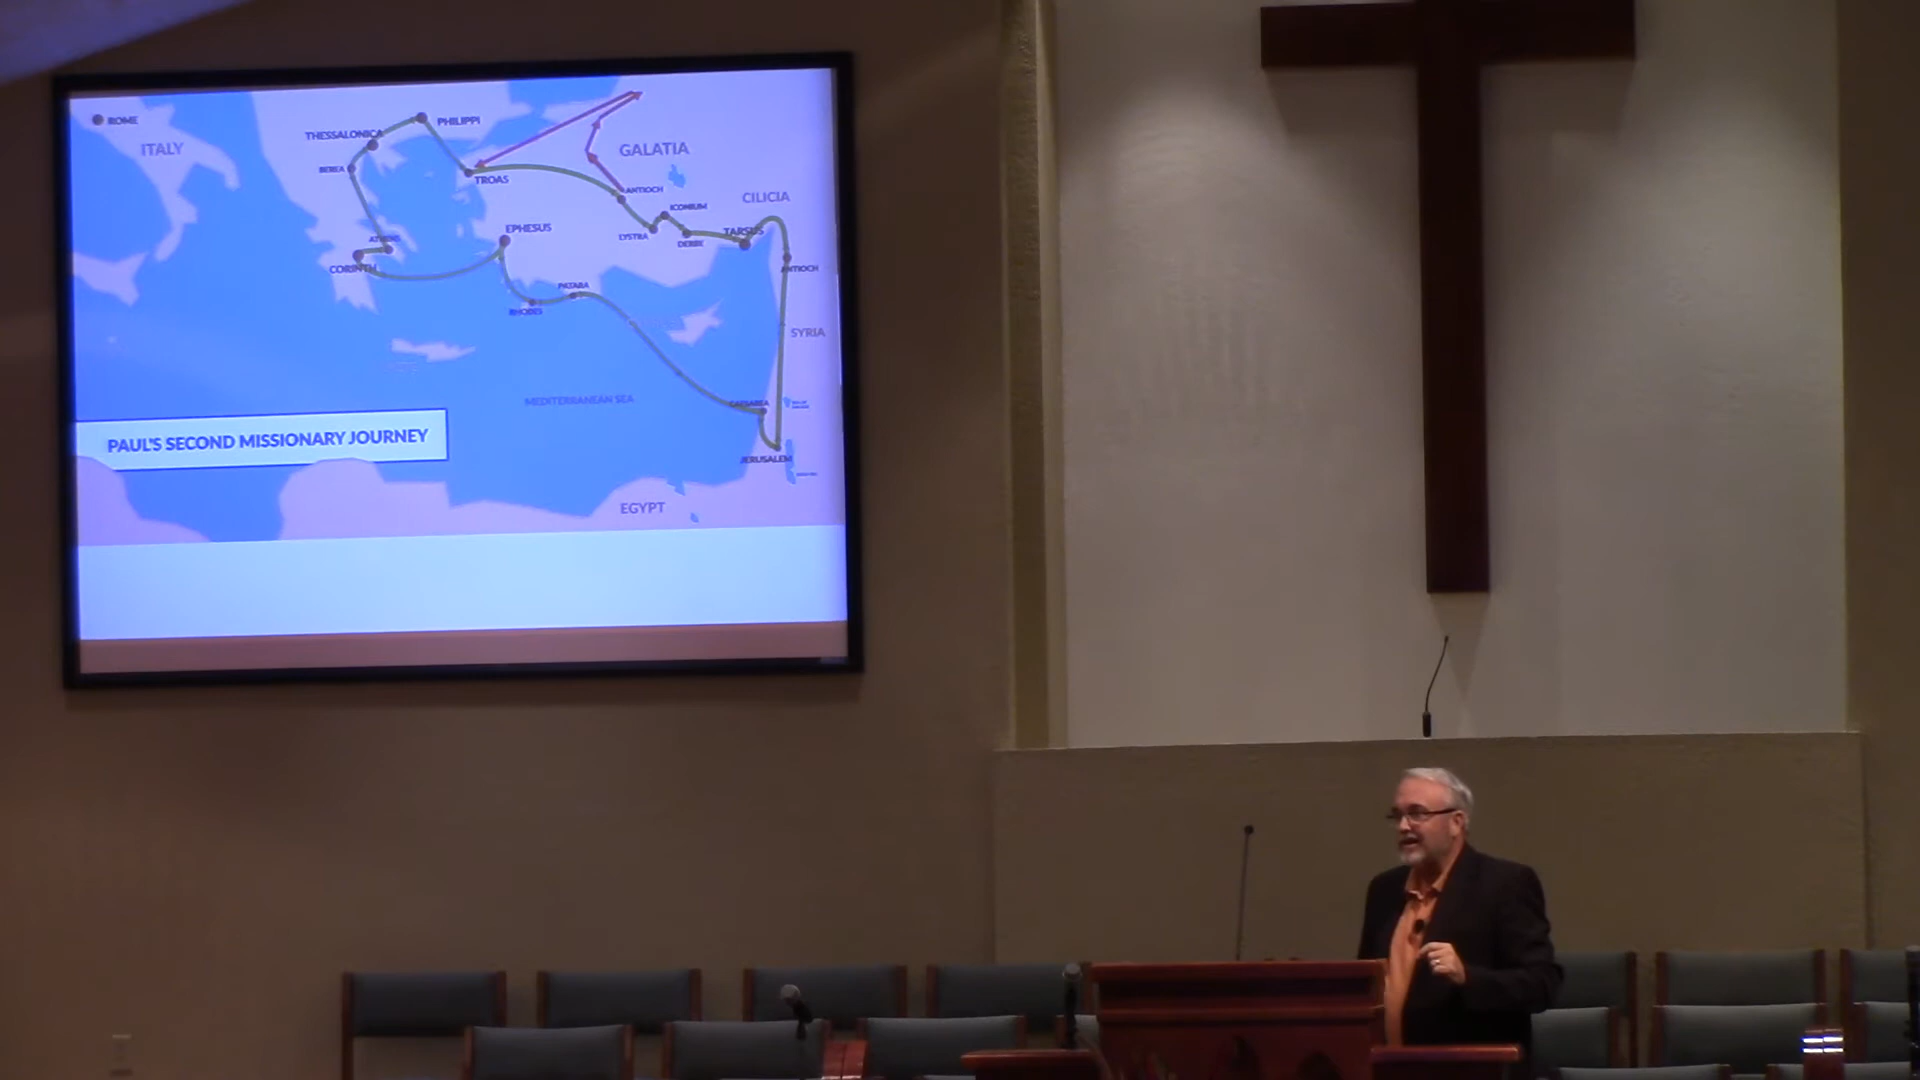 ROME
PHILIPPI
THESSALONICA
ITALY
GALATIA
BEREA
TROAS
ANTIOCH
CILICIA
ICONIUM
EPHESUS
TARSUS
LYSTRA
DERBE
ATHENS
CORINTH
ANTIOCH
PATARA
RHODES
SYRIA
MEDITERRANEAN SEA
CAESAREA
PAUL'S SECOND MISSIONARY JOURNEY
JERUSALEM
EGYPT